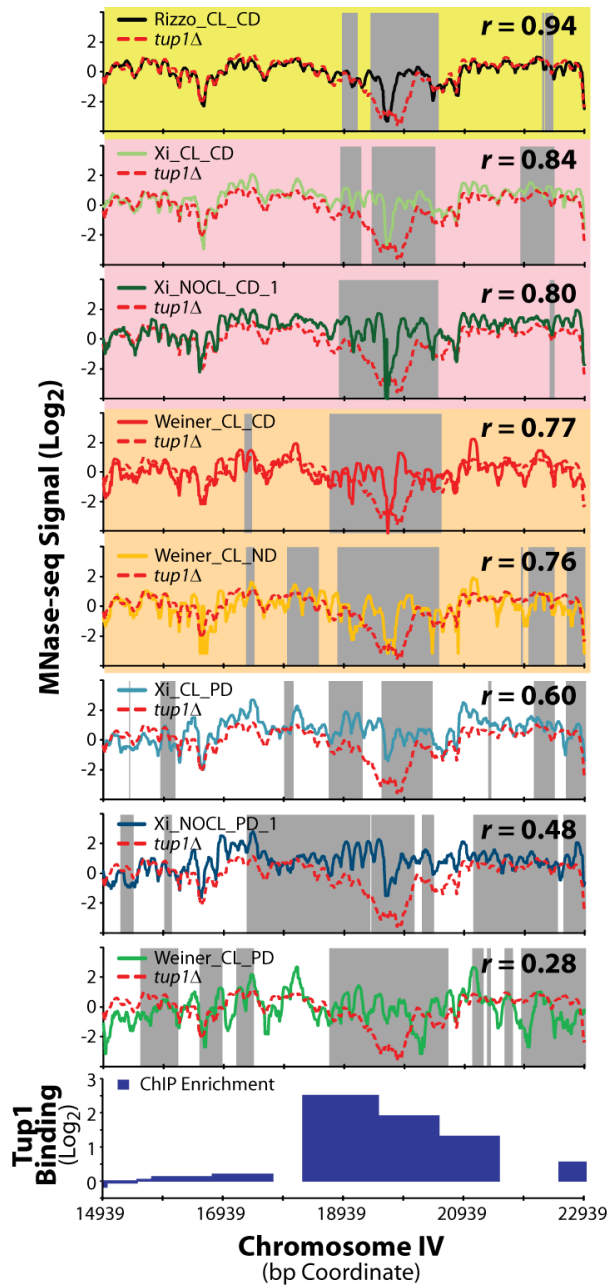 Rizzo_CL_CD
tup1Δ
r = 0.94
2
0
-2
Xi_CL_CD
tup1Δ
r = 0.84
2
0
-2
Xi_NOCL_CD_1
tup1Δ
r = 0.80
2
0
-2
Weiner_CL_CD
tup1Δ
r = 0.77
2
0
-2
Weiner_CL_ND
tup1Δ
r = 0.76
2
0
-2
Xi_CL_PD
tup1Δ
r = 0.60
2
0
-2
Xi_NOCL_PD_1
tup1Δ
r = 0.48
2
0
-2
Weiner_CL_PD
tup1Δ
r = 0.28
2
0
-2
MNase-seq Signal (Log2)
ChIP Enrichment
3
2
1
0
Tup1
Binding
(Log2)
14939 16939 18939 20939 22939
Chromosome IV
(bp Coordinate)